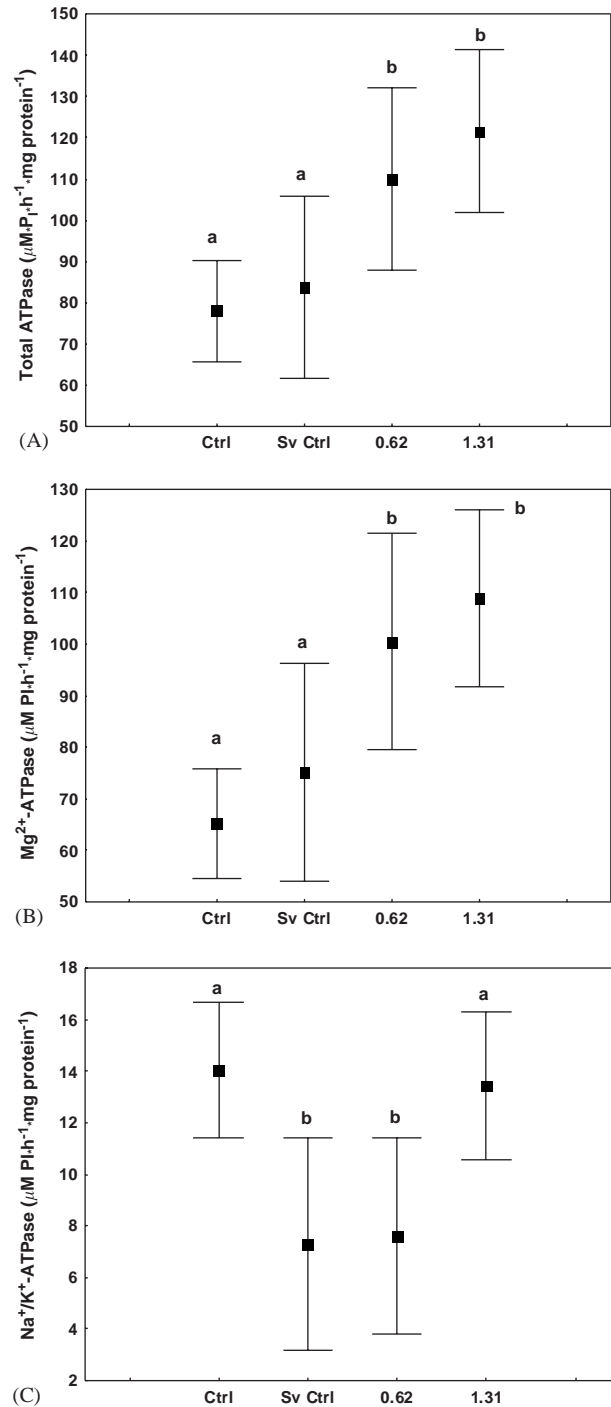 150
140
130
120
110
100
90
80
70
60
50
Total ATPase (μM·P_I·h⁻¹·mg protein⁻¹)
a
a
b
b
Ctrl Sv Ctrl 0.62 1.31
(A)
130
120
110
100
90
80
70
60
50
Mg²⁺-ATPase (μM PI·h⁻¹·mg protein⁻¹)
a
a
b
b
Ctrl Sv Ctrl 0.62 1.31
(B)
18
16
14
12
10
8
6
4
2
Na⁺/K⁺-ATPase (μM PI·h⁻¹·mg protein⁻¹)
a
b
b
a
Ctrl Sv Ctrl 0.62 1.31
(C)